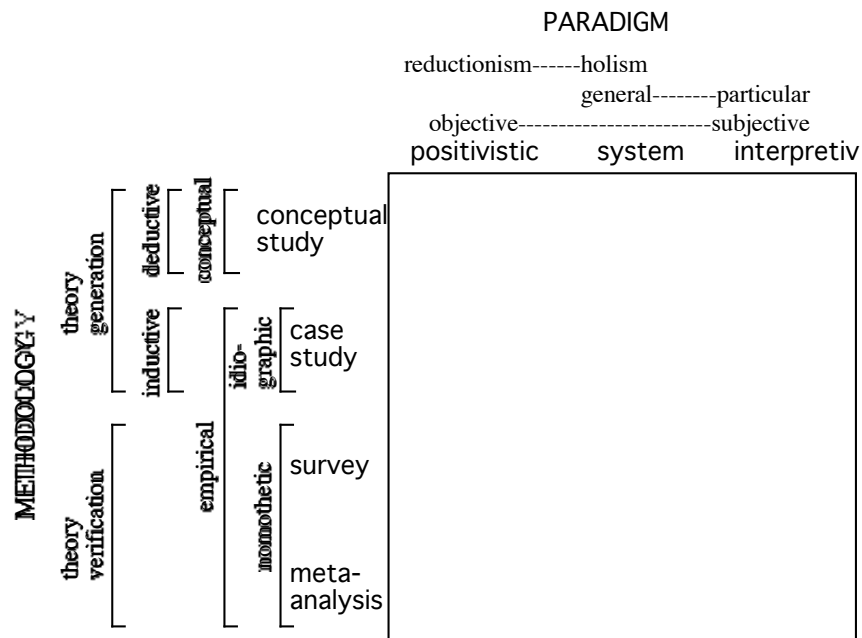 PARADIGM
reductionism------holism
general--------particular
objective------------------------subjective
positivistic system interpretiv
METHODOLOGY
theory
generation
deductive
conceptual
conceptual
study
inductive
idio-
graphic
case
study
theory
verification
empirical
nomothetic
survey
meta-
analysis